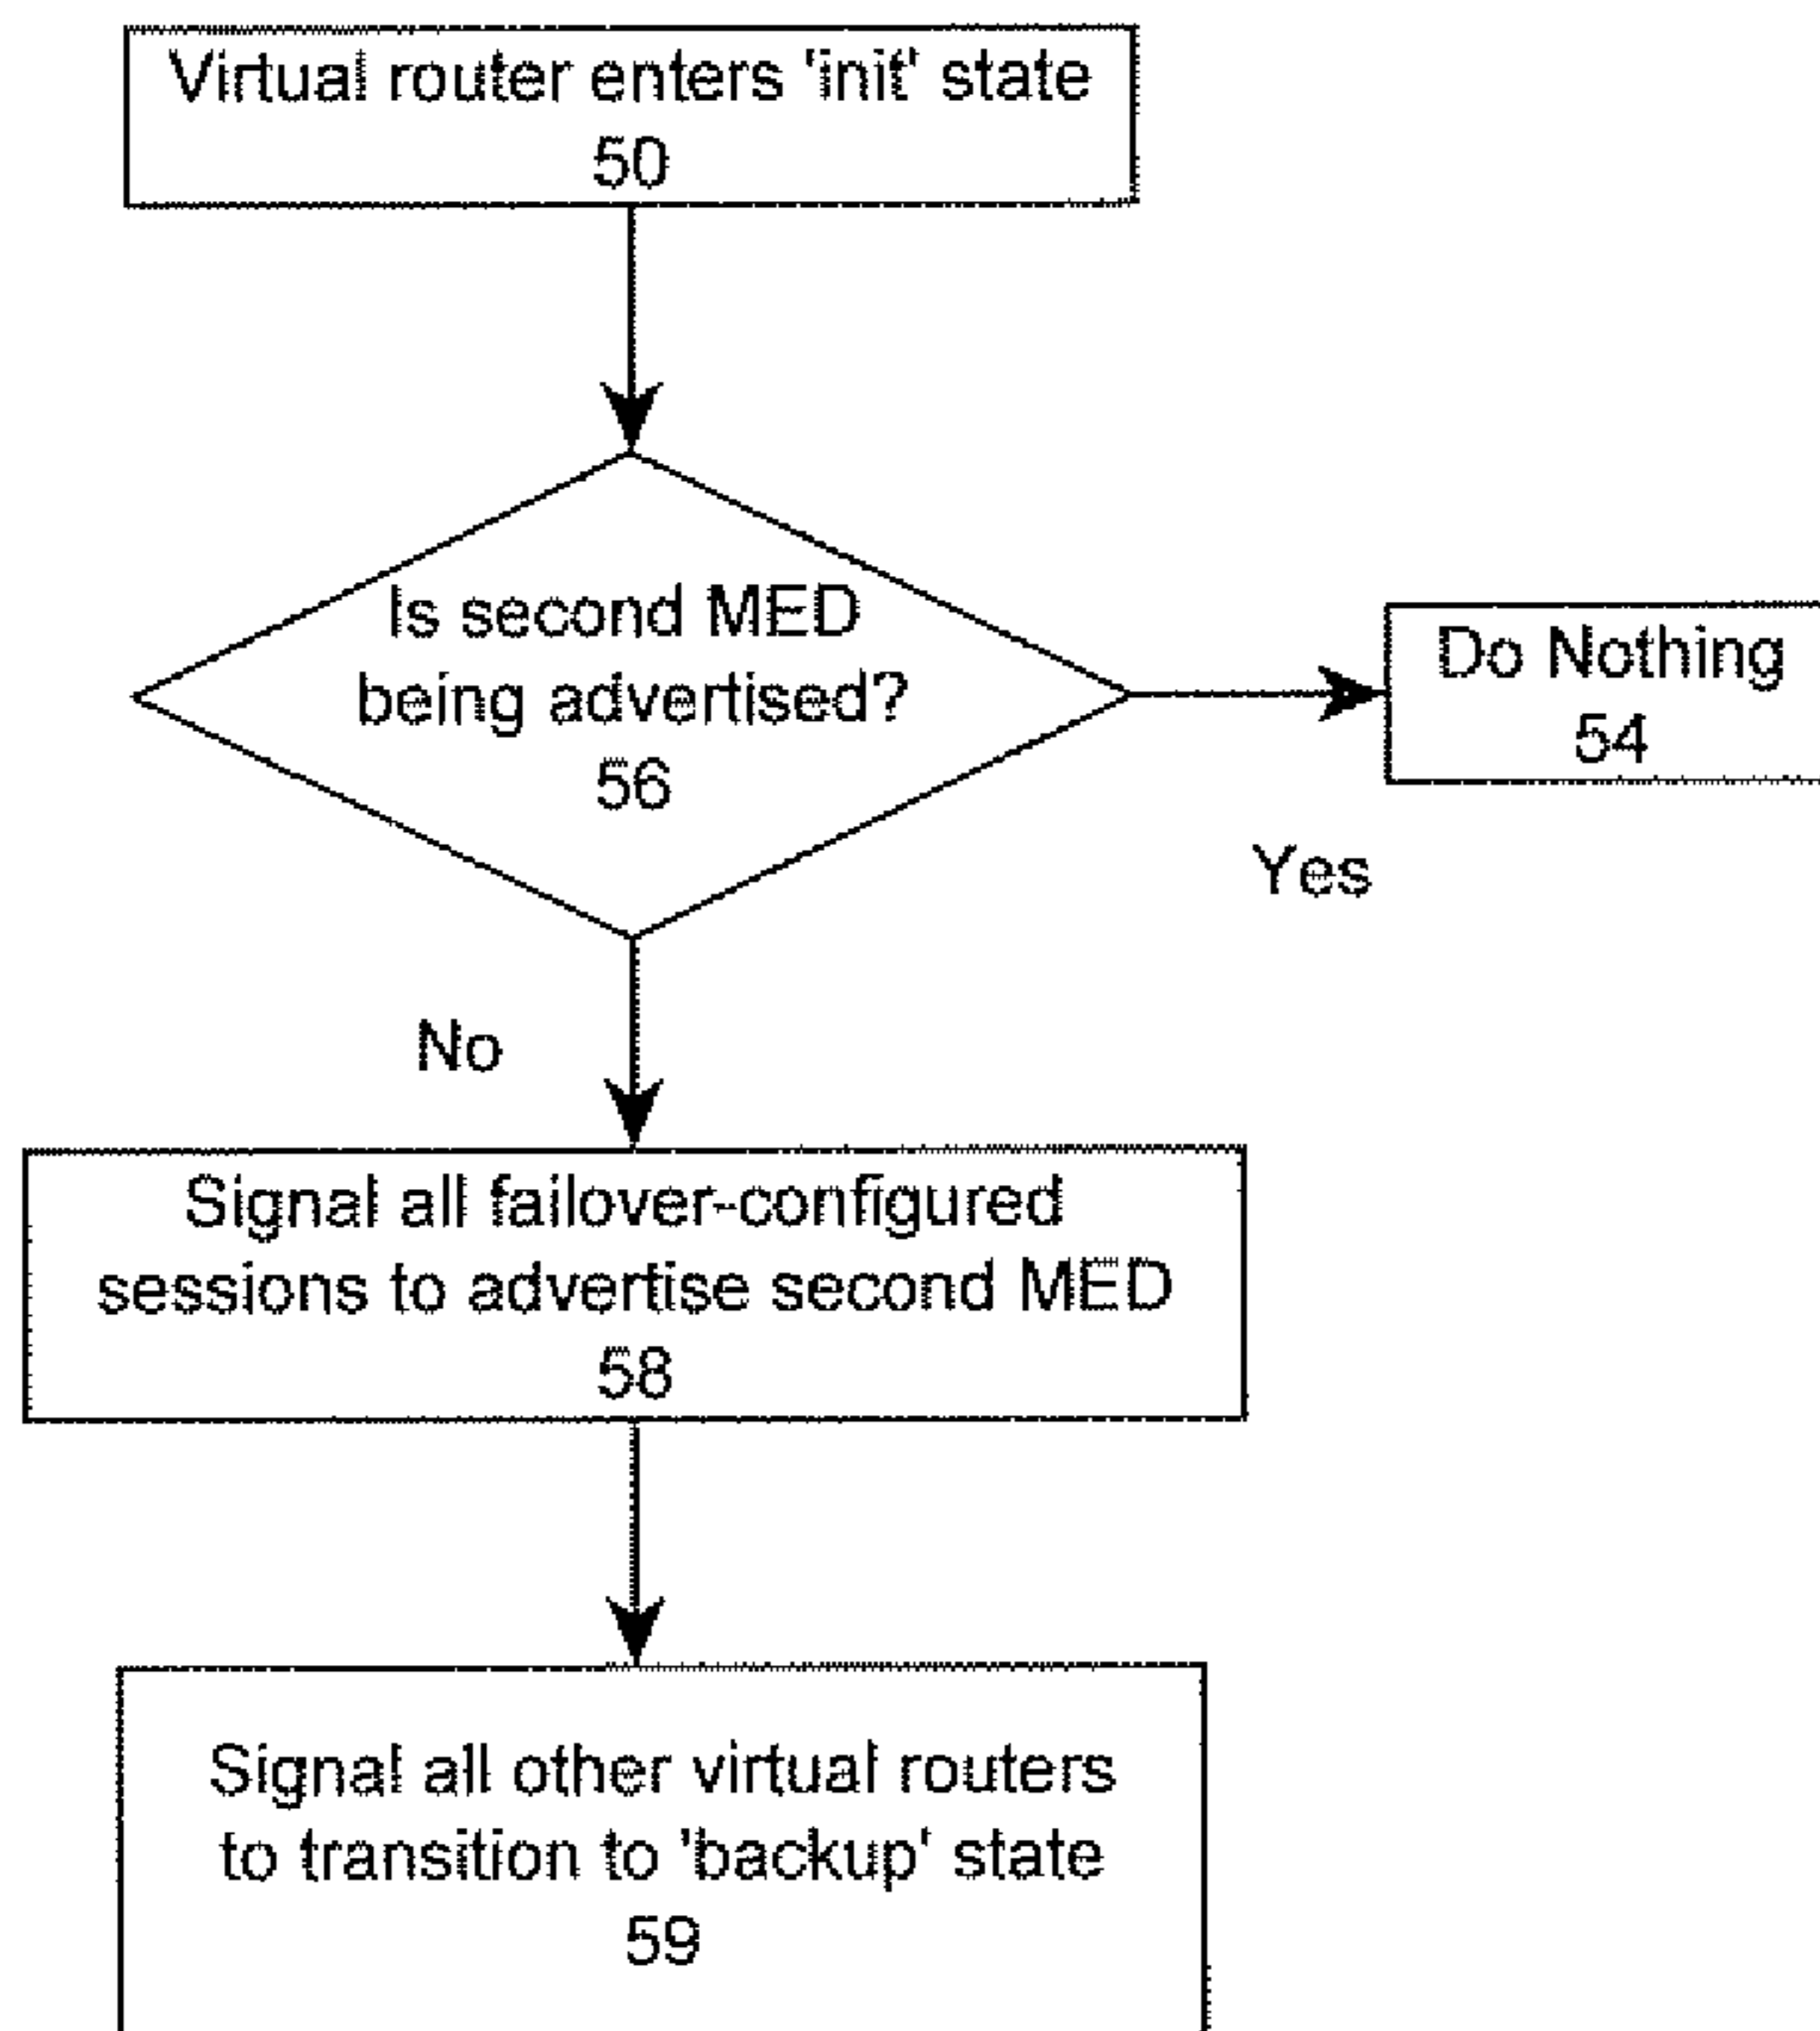 Virtual router enters 'init' state
50
Is second MED
being advertised?
56
Do Nothing
54
Yes
No
Signal all failover-configured
sessions to advertise second MED
58
Signal all other virtual routers
to transition to 'backup' state
59